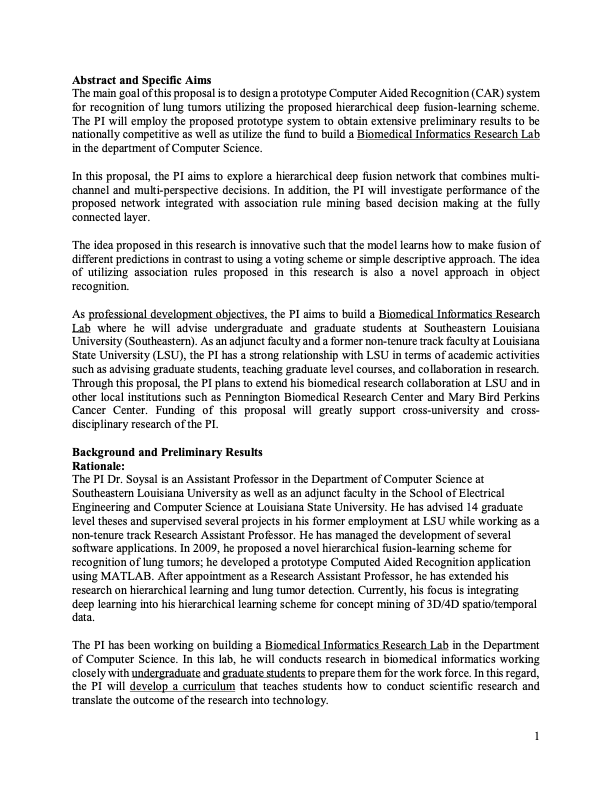 Abstract and Specific Aims
The main goal of this proposal is to design a prototype Computer Aided Recognition (CAR) system
for recognition of lung tumors utilizing the proposed hierarchical deep fusion-learning scheme.
The PI will employ the proposed prototype system to obtain extensive preliminary results to be
nationally competitive as well as utilize the fund to build a Biomedical Informatics Research Lab
in the department of Computer Science.
In this proposal, the PI aims to explore a hierarchical deep fusion network that combines multi-
channel and multi-perspective decisions. In addition, the PI will investigate performance of the
proposed network integrated with association rule mining based decision making at the fully
connected layer.
The idea proposed in this research is innovative such that the model learns how to make fusion of
different predictions in contrast to using a voting scheme or simple descriptive approach. The idea
of utilizing association rules proposed in this research is also a novel approach in object
recognition.
As professional development objectives, the PI aims to build a Biomedical Informatics Research
Lab where he will advise undergraduate and graduate students at Southeastern Louisiana
University (Southeastern). As an adjunct faculty and a former non-tenure track faculty at Louisiana
State University (LSU), the PI has a strong relationship with LSU in terms of academic activities
such as advising graduate students, teaching graduate level courses, and collaboration in research.
Through this proposal, the PI plans to extend his biomedical research collaboration at LSU and in
other local institutions such as Pennington Biomedical Research Center and Mary Bird Perkins
Cancer Center. Funding of this proposal will greatly support cross-university and cross-
disciplinary research of the PI.
Background and Preliminary Results
Rationale:
The PI Dr. Soysal is an Assistant Professor in the Department of Computer Science at
Southeastern Louisiana University as well as an adjunct faculty in the School of Electrical
Engineering and Computer Science at Louisiana State University. He has advised 14 graduate
level theses and supervised several projects in his former employment at LSU while working as a
non-tenure track Research Assistant Professor. He has managed the development of several
software applications. In 2009, he proposed a novel hierarchical fusion-learning scheme for
recognition of lung tumors; he developed a prototype Computed Aided Recognition application
using MATLAB. After appointment as a Research Assistant Professor, he has extended his
research on hierarchical learning and lung tumor detection. Currently, his focus is integrating
deep learning into his hierarchical learning scheme for concept mining of 3D/4D spatio/temporal
data.
The PI has been working on building a Biomedical Informatics Research Lab in the Department
of Computer Science. In this lab, he will conducts research in biomedical informatics working
closely with undergraduate and graduate students to prepare them for the work force. In this regard,
the PI will develop a curriculum that teaches students how to conduct scientific research and
translate the outcome of the research into technology.
1